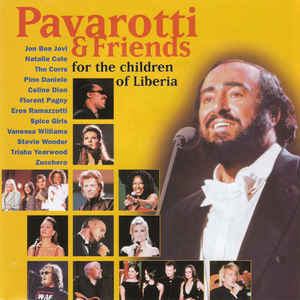 Pavarotti
& Friends
for the children
of Liberia
Jon Bon Jovi
Natalie Cole
The Corrs
Pino Daniele
Celine Dion
Florent Pagny
Eros Ramazzotti
Spice Girls
Vanessa Williams
Stevie Wonder
Trisha Yearwood
Zucchero